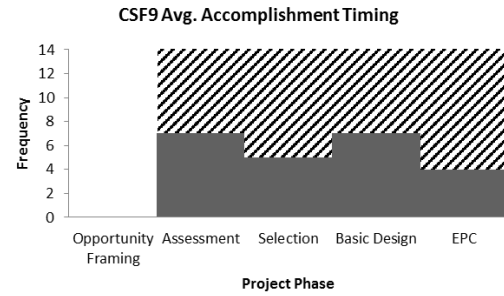 CSF9 Avg. Accomplishment Timing
14
12
10
8
6
4
2
0
Frequency
Opportunity Assessment Selection Basic Design EPC
Framing
Project Phase